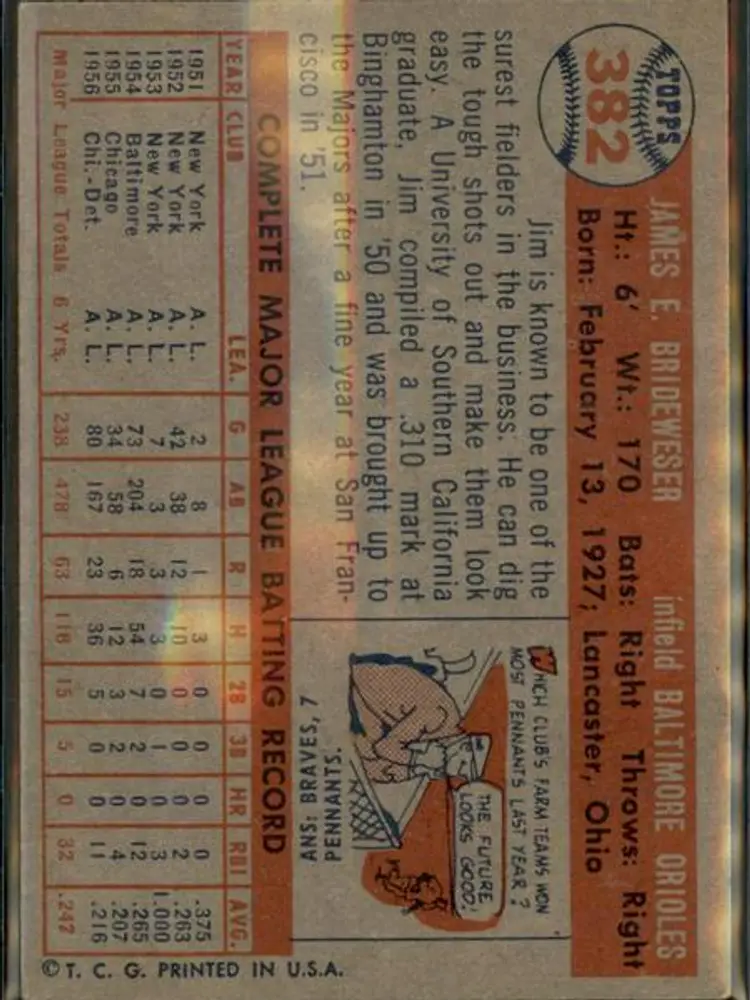 TOPPS
382
JAMES E. BRIDEWESER infield BALTIMORE ORIOLES
Ht.: 6' Wt.: 170 Bats: Right Throws: Right
Born: February 13, 1927; Lancaster, Ohio
Jim is known to be one of the
surest fielders in the business. He can dig
the tough shots out and make them look
easy. A University of Southern California
graduate, Jim compiled a .310 mark at
Binghamton in '50 and was brought up to
the Majors after a fine year at San Fran-
cisco in '51.
WHICH CLUB'S FARM TEAMS WON
MOST PENNANTS LAST YEAR?
THE FUTURE
LOOKS GOOD!
ANS: BRAVES, 7
PENNANTS.
COMPLETE MAJOR LEAGUE BATTING RECORD
YEAR CLUB LEA. G AB R H 2B 3B HR RBI AVG.
1951 New York A. L. 2 8 1 3 0 0 0 0 .375
1952 New York A. L. 42 38 12 10 0 0 0 2 .263
1953 New York A. L. 7 3 3 3 0 1 0 3 1.000
1954 Baltimore A. L. 73 204 18 54 7 2 0 12 .265
1955 Chicago A. L. 34 58 6 12 3 2 0 4 .207
1956 Chi.-Det. A. L. 80 167 23 36 5 0 0 11 .216
Major League Totals 6 Yrs. 238 478 63 118 15 5 0 32 .247
© T. C. G. PRINTED IN U.S.A.